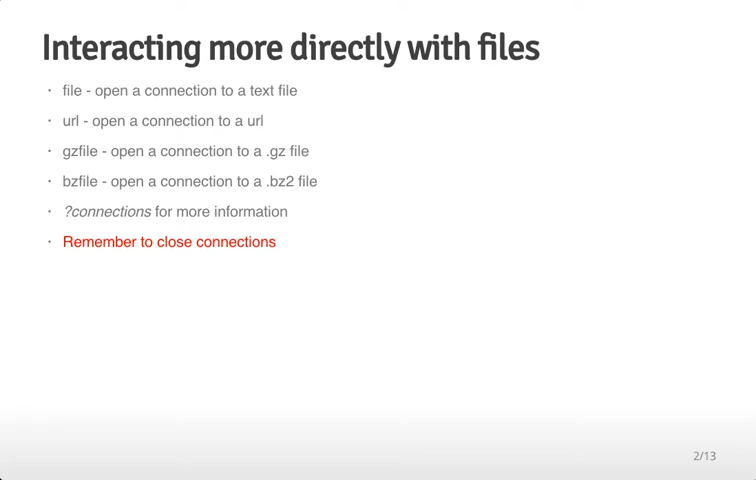 Interacting more directly with files
· file - open a connection to a text file
· url - open a connection to a url
· gzfile - open a connection to a .gz file
· bzfile - open a connection to a .bz2 file
· ?connections for more information
· Remember to close connections
2/13